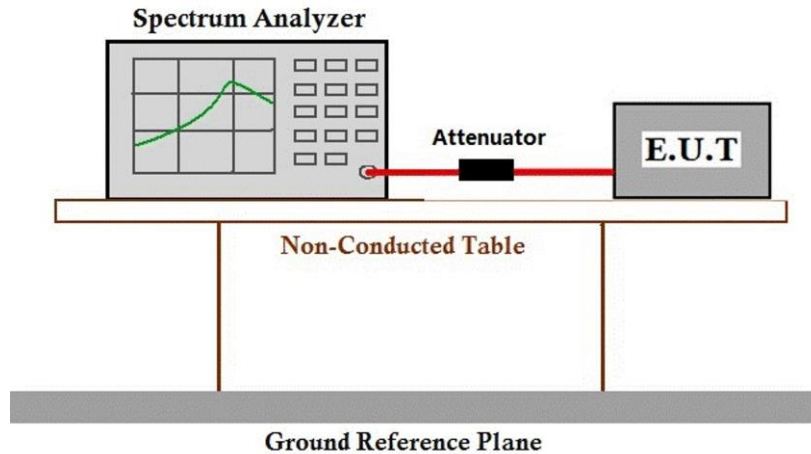 Spectrum Analyzer
Attenuator
E.U.T
Non-Conducted Table
Ground Reference Plane